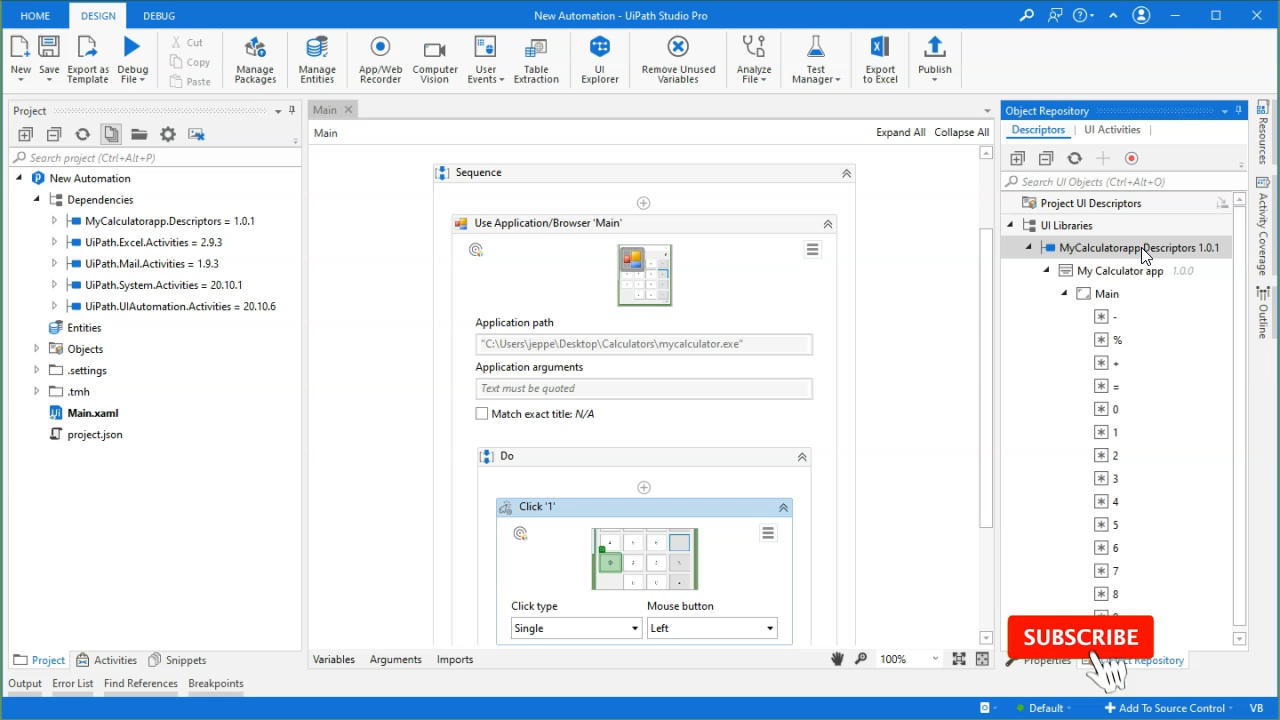 HOME DESIGN DEBUG New Automation - UiPath Studio Pro
New Save Export as Template Debug File Cut Copy Paste Manage Packages Manage Entities App/Web Recorder Computer Vision User Events Table Extraction UI Explorer Remove Unused Variables Analyze File Test Manager Export to Excel Publish
Project
Search project (Ctrl+Alt+P)
New Automation
Dependencies
MyCalculatorapp.Descriptors = 1.0.1
UiPath.Excel.Activities = 2.9.3
UiPath.Mail.Activities = 1.9.3
UiPath.System.Activities = 20.10.1
UiPath.UIAutomation.Activities = 20.10.6
Entities
Objects
.settings
.tmh
Main.xaml
project.json
Project Activities Snippets
Main
Main Expand All Collapse All
Sequence
Use Application/Browser 'Main'
Application path
"C:\Users\jeppe\Desktop\Calculators\mycalculator.exe"
Application arguments
Text must be quoted
Match exact title: N/A
Do
Click '1'
Click type Mouse button
Single Left
Variables Arguments Imports 100%
Object Repository
Descriptors UI Activities
Search UI Objects (Ctrl+Alt+O)
Project UI Descriptors
UI Libraries
MyCalculatorapp.Descriptors 1.0.1
My Calculator app 1.0.0
Main
-
%
+
=
0
1
2
3
4
5
6
7
8
SUBSCRIBE
Properties Repository
Resources
Activity Coverage
Outline
Output Error List Find References Breakpoints
Default Add To Source Control VB